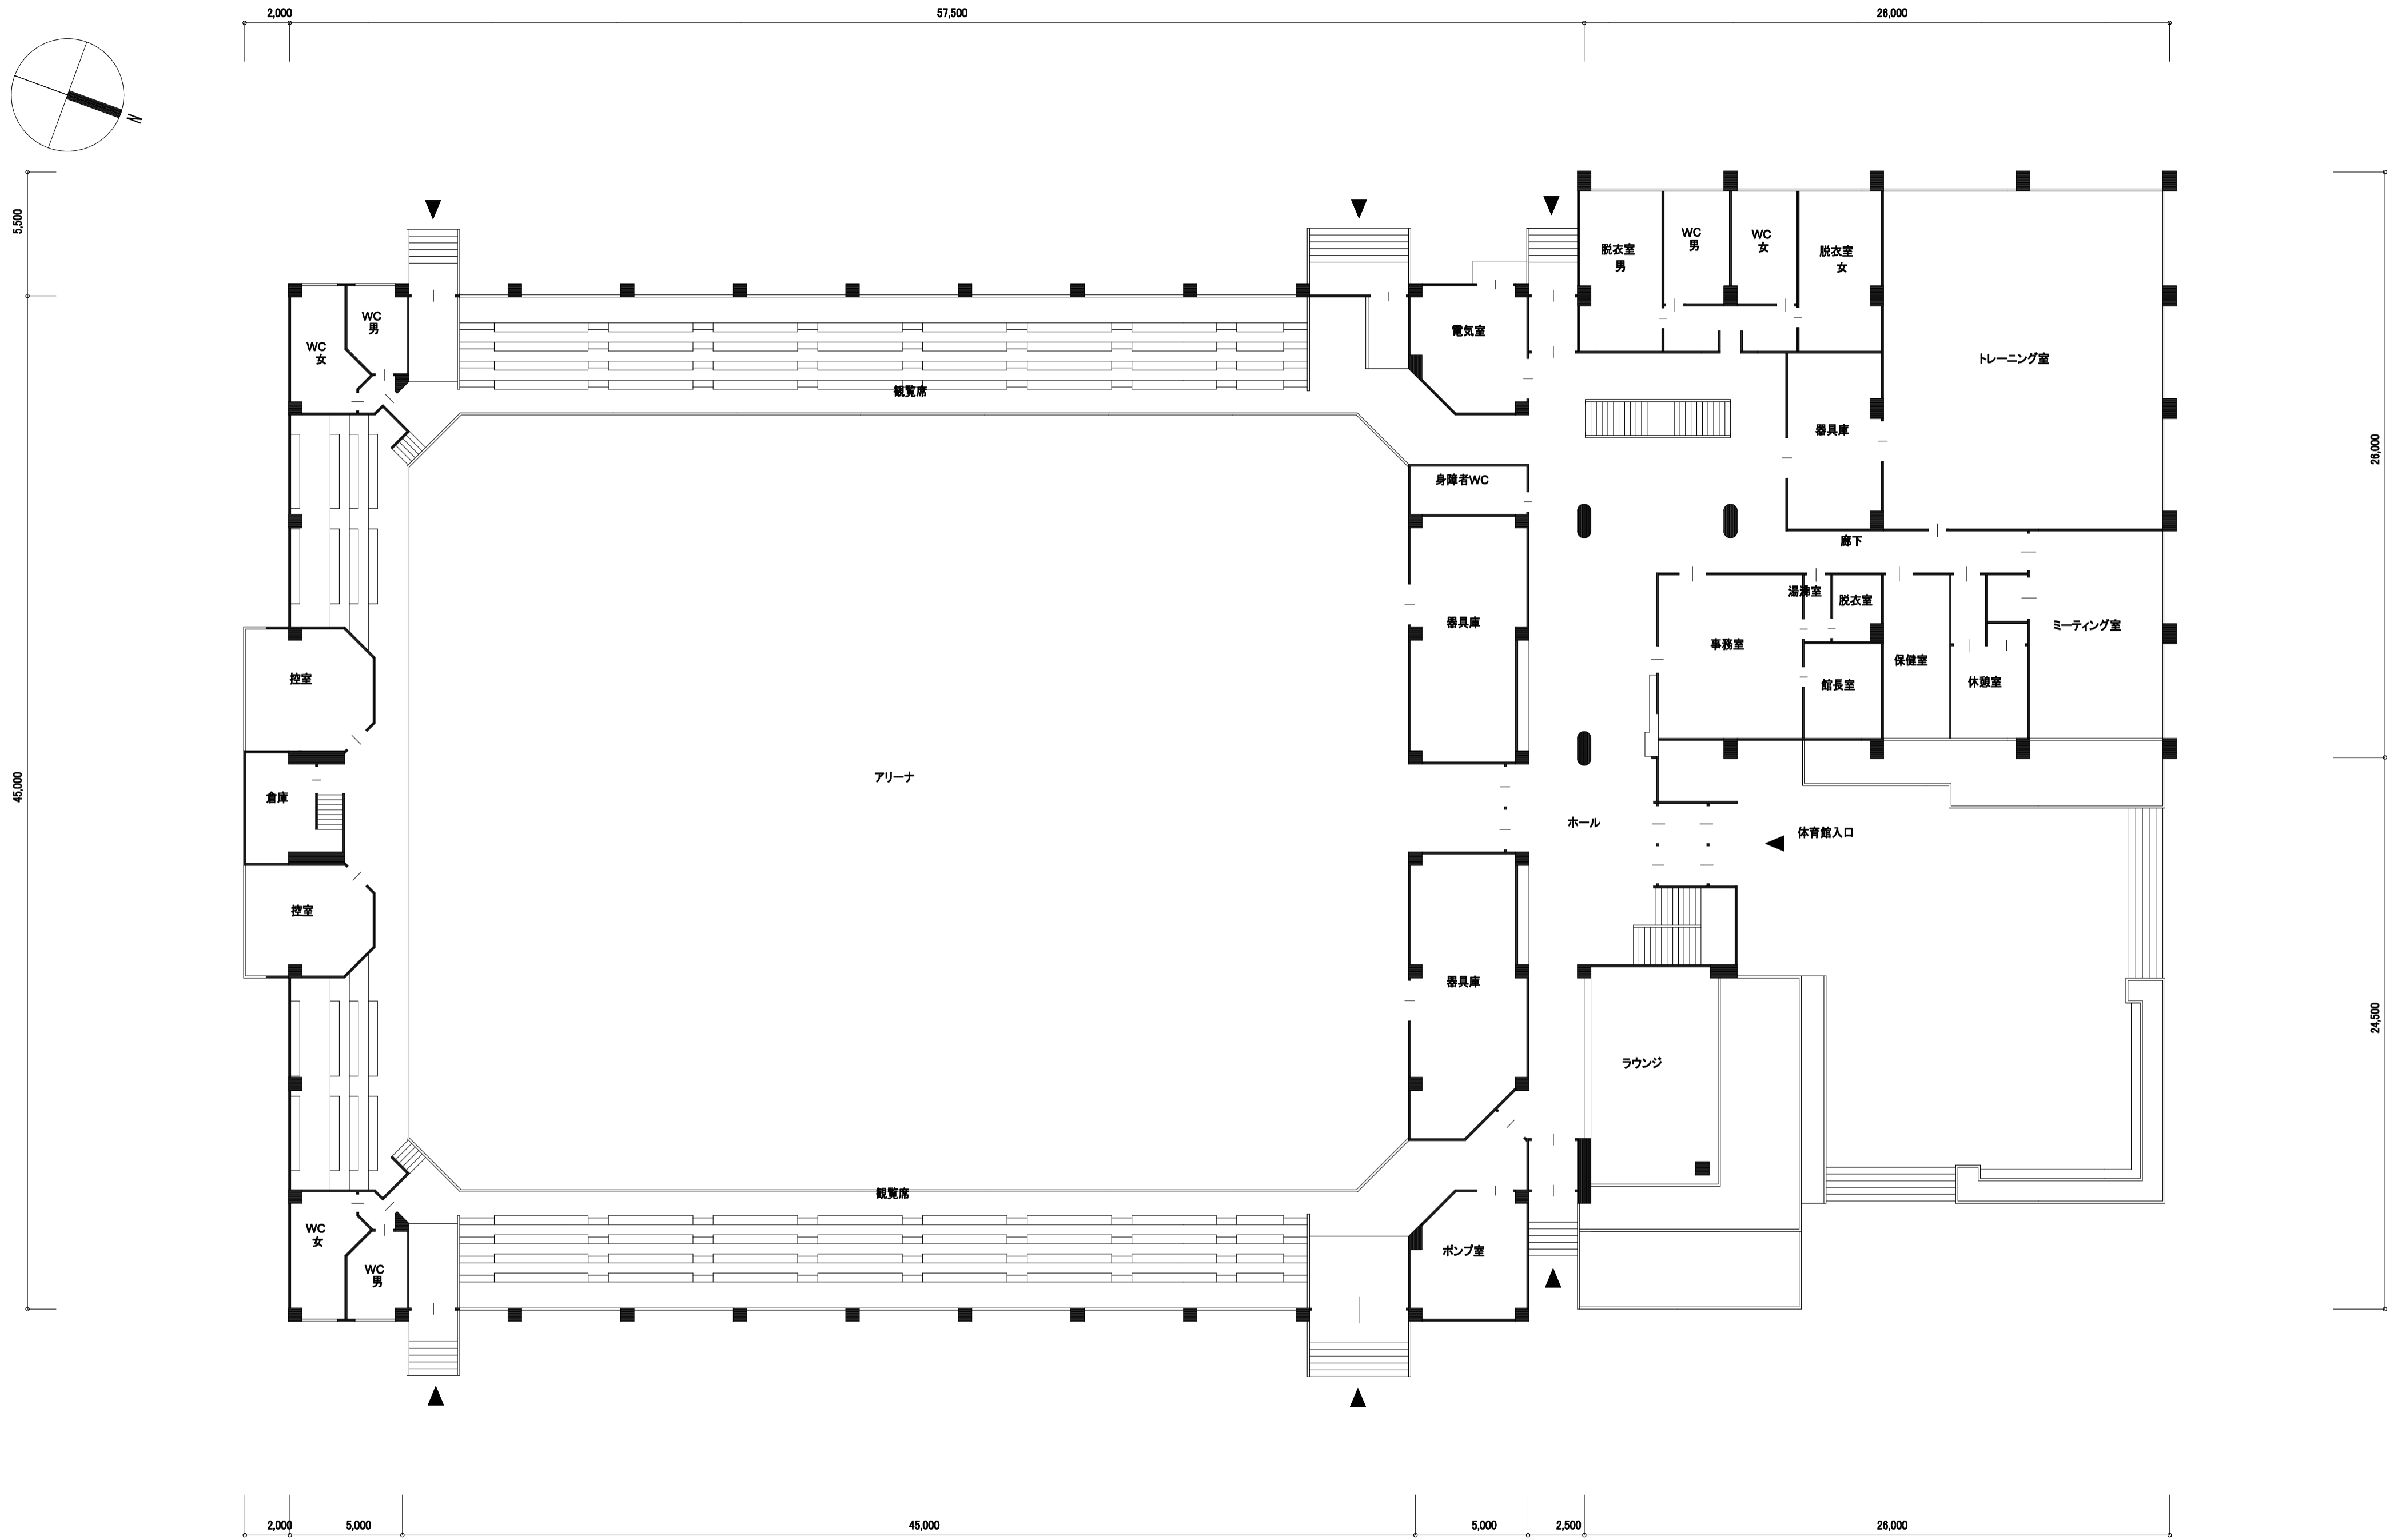 2,000
57,500
26,000
N
5,500
45,000
26,000
24,500
WC
男
WC
女
脱衣室
男
WC
男
WC
女
脱衣室
女
電気室
トレーニング室
観覧席
器具庫
身障者WC
廊下
湯沸室
脱衣室
器具庫
ミーティング室
事務室
保健室
館長室
休憩室
控室
アリーナ
倉庫
ホール
体育館入口
控室
器具庫
ラウンジ
観覧席
WC
女
WC
男
ポンプ室
2,000
5,000
45,000
5,000
2,500
26,000